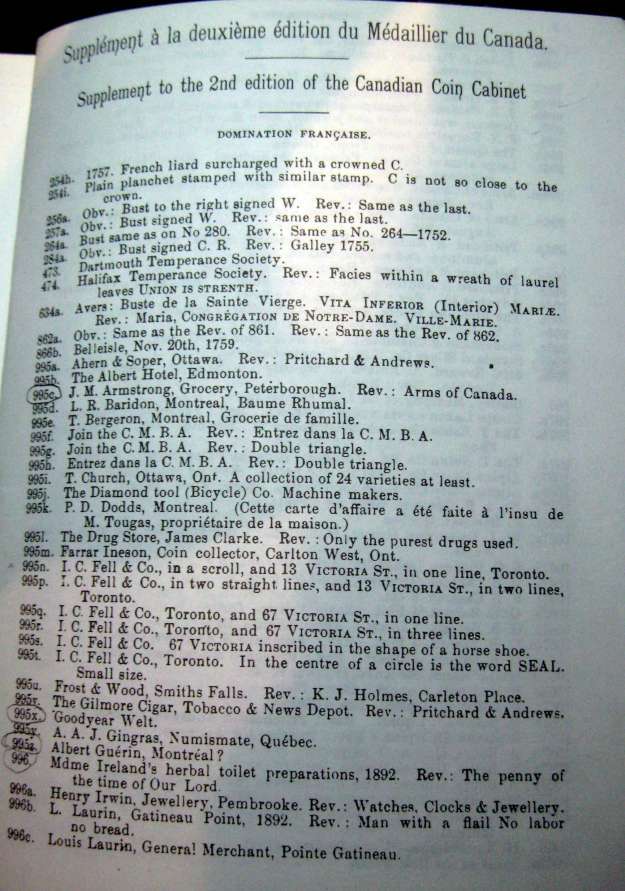 Supplément à la deuxième édition du Médaillier du Canada.
Supplement to the 2nd edition of the Canadian Coin Cabinet
DOMINATION FRANÇAISE.
254h. 1757. French liard surcharged with a crowned C.
254i. Plain planchet stamped with similar stamp. C is not so close to the
crown.
256a. Obv.: Bust to the right signed W. Rev.: Same as the last.
257a. Obv.: Bust signed W. Rev.: same as the last.
264a. Bust same as on No 280. Rev.: Same as No. 264—1752.
284a. Obv.: Bust signed C. R. Rev.: Galley 1755.
473. Dartmouth Temperance Society.
474. Halifax Temperance Society. Rev.: Facies within a wreath of laurel
leaves UNION IS STRENTH.
634a. Avers: Buste de la Sainte Vierge. VITA INFERIOR (Interior) MARIÆ.
Rev.: Maria, CONGRÉGATION DE NOTRE-DAME. VILLE-MARIE.
862a. Obv.: Same as the Rev. of 861. Rev.: Same as the Rev. of 862.
866b. Belleisle, Nov. 20th, 1759.
995a. Ahern & Soper, Ottawa. Rev.: Pritchard & Andrews.
995b. The Albert Hotel, Edmonton.
995c. J. M. Armstrong, Grocery, Peterborough. Rev.: Arms of Canada.
995d. L. R. Baridon, Montreal, Baume Rhumal.
995e. T. Bergeron, Montreal, Grocerie de famille.
995f. Join the C. M. B. A. Rev.: Entrez dans la C. M. B. A.
995g. Join the C. M. B. A. Rev.: Double triangle.
995h. Entrez dans la C. M. B. A. Rev.: Double triangle.
995i. T. Church, Ottawa, Ont. A collection of 24 varieties at least.
995j. The Diamond tool (Bicycle) Co. Machine makers.
995k. P. D. Dodds, Montreal. (Cette carte d'affaire a été faite à l'insu de
M. Tougas, propriétaire de la maison.)
995l. The Drug Store, James Clarke. Rev.: Only the purest drugs used.
995m. Farrar Ineson, Coin collector, Carlton West, Ont.
995n. I. C. Fell & Co., in a scroll, and 13 VICTORIA ST., in one line, Toronto.
995p. I. C. Fell & Co., in two straight lines, and 13 VICTORIA ST., in two lines,
Toronto.
995q. I. C. Fell & Co., Toronto, and 67 VICTORIA ST., in one line.
995r. I. C. Fell & Co., Toronto, and 67 VICTORIA ST., in three lines.
995s. I. C. Fell & Co. 67 VICTORIA inscribed in the shape of a horse shoe.
995t. I. C. Fell & Co., Toronto. In the centre of a circle is the word SEAL.
Small size.
995u. Frost & Wood, Smiths Falls. Rev.: K. J. Holmes, Carleton Place.
995v. The Gilmore Cigar, Tobacco & News Depot. Rev.: Pritchard & Andrews.
995x. Goodyear Welt.
995y. A. A. J. Gingras, Numismate, Québec.
995z. Albert Guérin, Montréal?
996. Mdme Ireland's herbal toilet preparations, 1892. Rev.: The penny of
the time of Our Lord.
996a. Henry Irwin, Jewellery, Pembrooke. Rev.: Watches, Clocks & Jewellery.
996b. L. Laurin, Gatineau Point, 1892. Rev.: Man with a flail No labor
no bread.
996c. Louis Laurin, General Merchant, Pointe Gatineau.